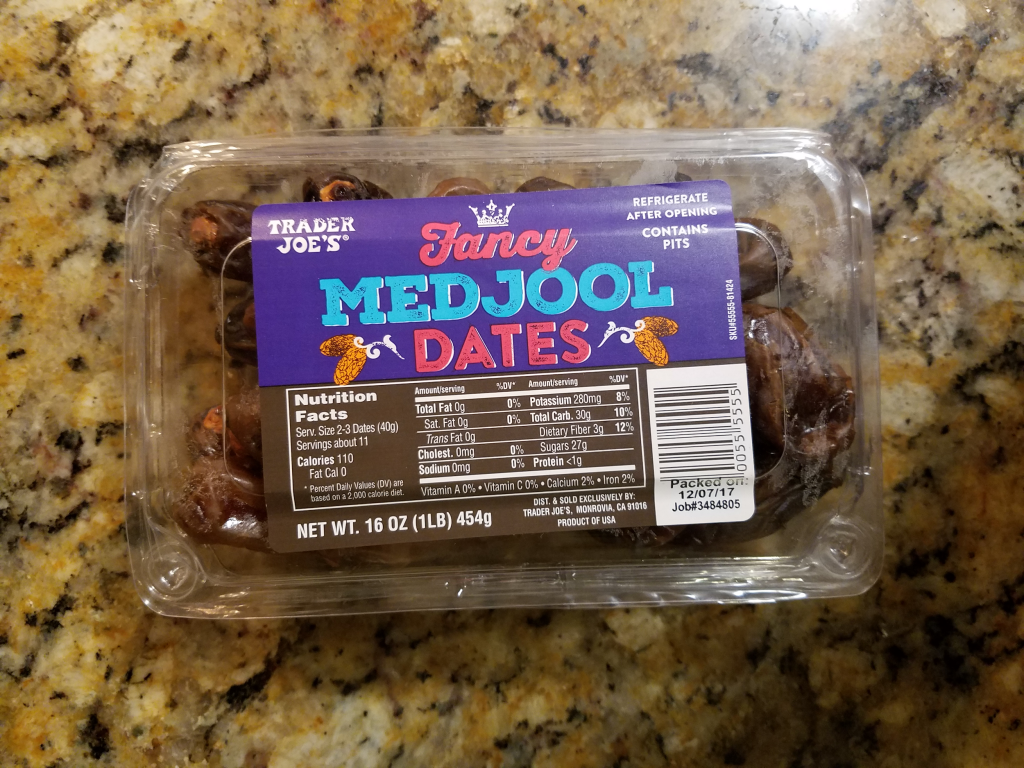 TRADER
JOE'S®
Fancy
MEDJOOL
DATES
REFRIGERATE
AFTER OPENING
CONTAINS
PITS
SKU#55555-81424
Nutrition
Facts
Serv. Size 2-3 Dates (40g)
Servings about 11
Calories 110
Fat Cal 0
* Percent Daily Values (DV) are
based on a 2,000 calorie diet.
Amount/serving %DV*
Total Fat 0g 0%
Sat. Fat 0g 0%
Trans Fat 0g
Cholest. 0mg 0%
Sodium 0mg 0%
Amount/serving %DV*
Potassium 280mg 8%
Total Carb. 30g 10%
Dietary Fiber 3g 12%
Sugars 27g
Protein <1g
Vitamin A 0% • Vitamin C 0% • Calcium 2% • Iron 2%
NET WT. 16 OZ (1LB) 454g
DIST. & SOLD EXCLUSIVELY BY:
TRADER JOE'S, MONROVIA, CA 91016
PRODUCT OF USA
0055 5555
Packed on:
12/07/17
Job#3484805